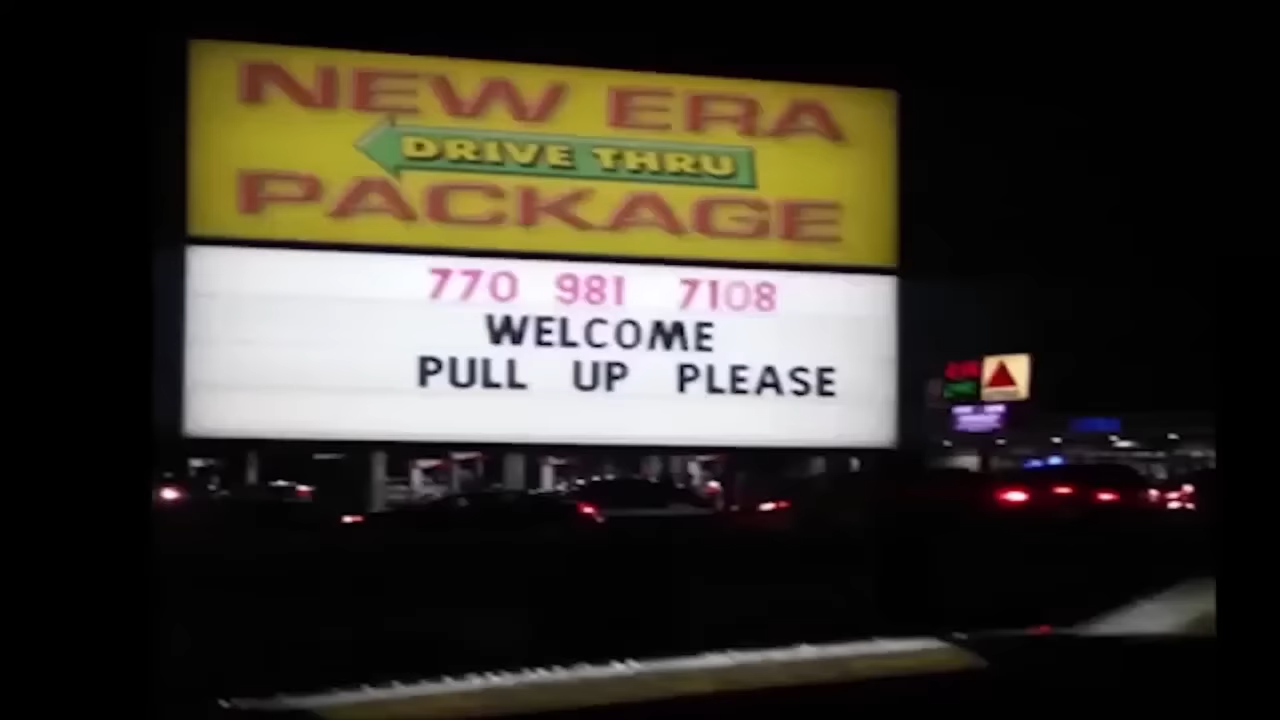 NEW ERA
DRIVE THRU
PACKAGE
770 981 7108
WELCOME
PULL UP PLEASE